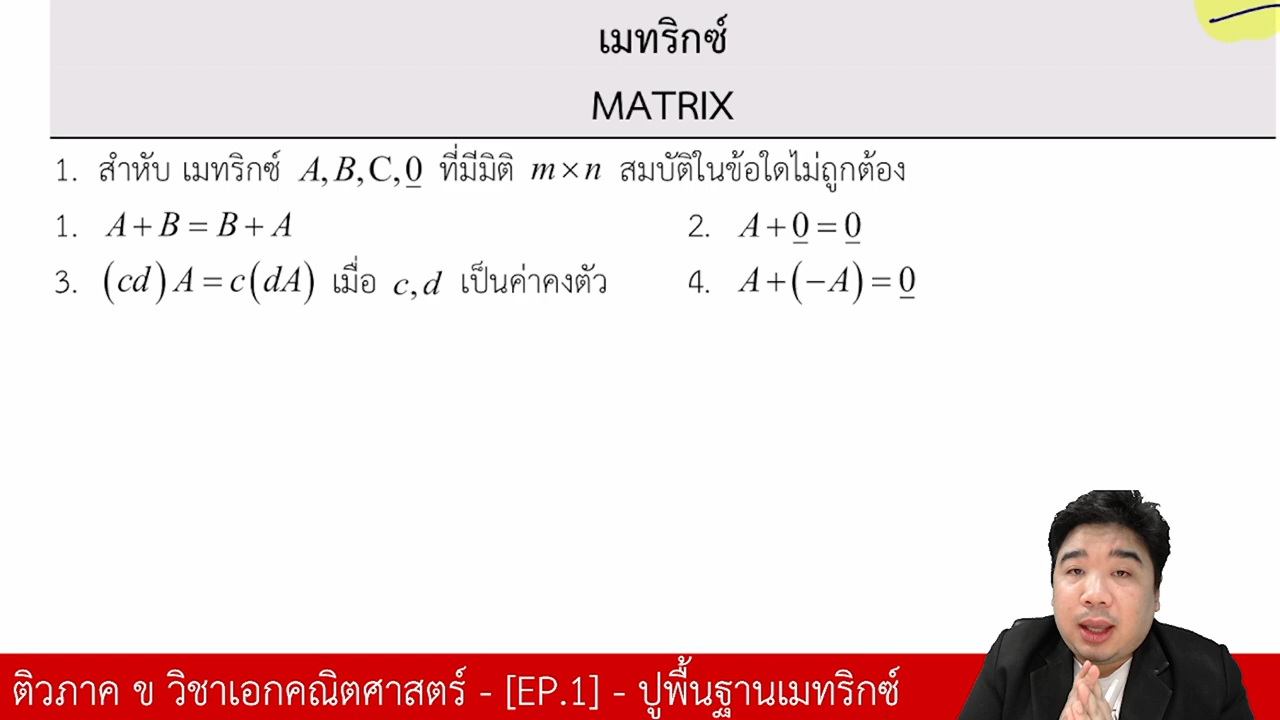 เมทริกซ์
MATRIX
1. สำหับ เมทริกซ์ A, B, C, 0 ที่มีมิติ m × n สมบัติในข้อใดไม่ถูกต้อง
1. A + B = B + A 2. A + 0 = 0
3. (cd) A = c(dA) เมื่อ c, d เป็นค่าคงตัว 4. A + (−A) = 0
ติวภาค ข วิชาเอกคณิตศาสตร์ - [EP.1] - ปูพื้นฐานเมทริกซ์